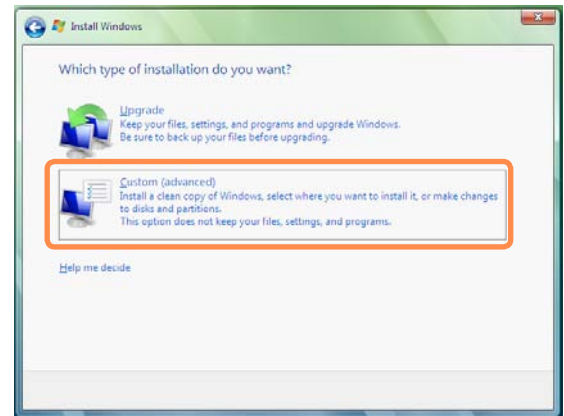 Install Windows
Which type of installation do you want?
Upgrade
Keep your files, settings, and programs and upgrade Windows.
Be sure to back up your files before upgrading.
Custom (advanced)
Install a clean copy of Windows, select where you want to install it, or make changes
to disks and partitions.
This option does not keep your files, settings, and programs.
Help me decide